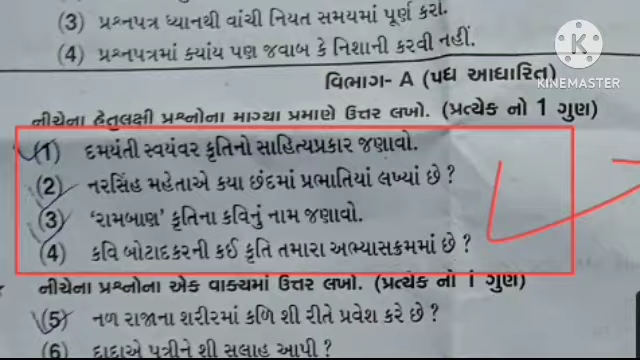 (3) પ્રશ્નપત્ર ધ્યાનથી વાંચી નિયત સમયમાં પૂર્ણ કરો.
(4) પ્રશ્નપત્રમાં ક્યાંય પણ જવાબ કે નિશાની કરવી નહીં.
KINEMASTER
વિભાગ- A (પદ્ય આધારિત)
નીચેના હેતુલક્ષી પ્રશ્નોના માગ્યા પ્રમાણે ઉત્તર લખો. (પ્રત્યેક નો 1 ગુણ)
(1) દમયંતી સ્વયંવર કૃતિનો સાહિત્યપ્રકાર જણાવો.
(2) નરસિંહ મહેતાએ કયા છંદમાં પ્રભાતિયાં લખ્યાં છે ?
(3) ‘રામબાણ’ કૃતિના કવિનું નામ જણાવો.
(4) કવિ બોટાદકરની કઈ કૃતિ તમારા અભ્યાસક્રમમાં છે ?
નીચેના પ્રશ્નોના એક વાક્યમાં ઉત્તર લખો. (પ્રત્યેક નો 1 ગુણ)
(5) નળ રાજાના શરીરમાં કળિ શી રીતે પ્રવેશ કરે છે ?
(6) દાદાએ પત્રીને શી સલાહ આપી ?